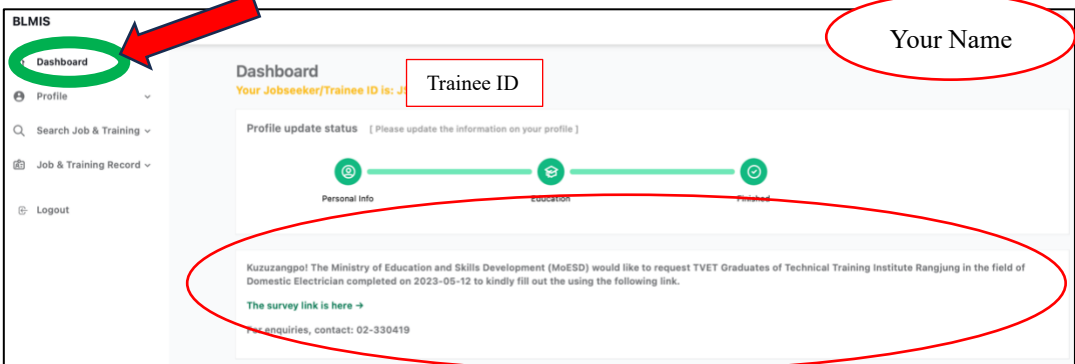 BLMIS
Your Name
Dashboard
Dashboard
Your Jobseeker/Trainee ID is:
Trainee ID
Profile
Profile update status [ Please update the information on your profile ]
Search Job & Training
Job & Training Record
Personal Info
Education
Finished
Logout
Kuzuzangpo! The Ministry of Education and Skills Development (MoESD) would like to request TVET Graduates of Technical Training Institute Rangjung in the field of
Domestic Electrician completed on 2023-05-12 to kindly fill out the using the following link.
The survey link is here →
For enquiries, contact: 02-330419